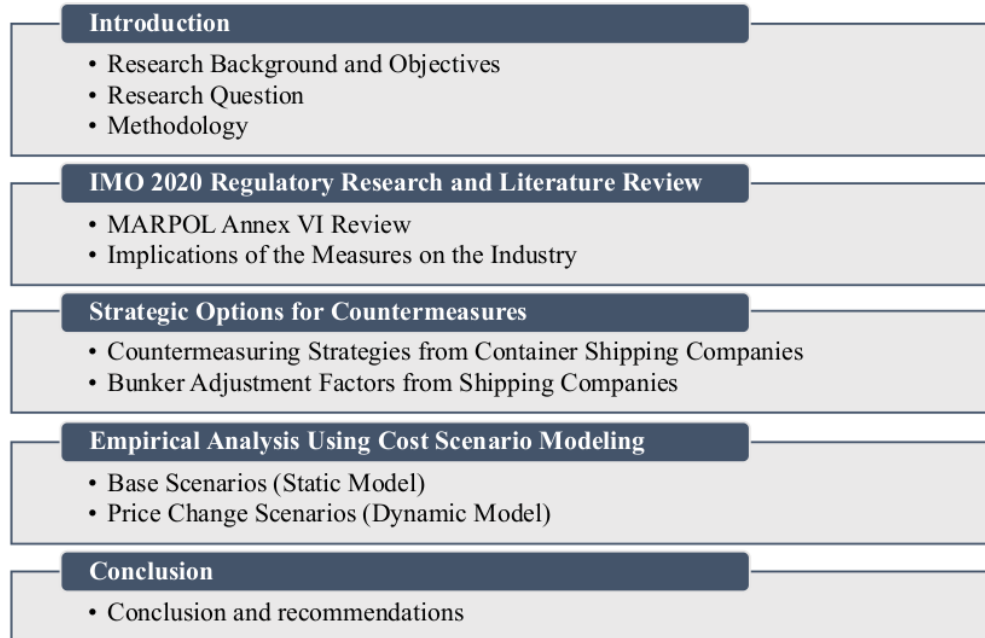 Introduction
• Research Background and Objectives
• Research Question
• Methodology
IMO 2020 Regulatory Research and Literature Review
• MARPOL Annex VI Review
• Implications of the Measures on the Industry
Strategic Options for Countermeasures
• Countermeasuring Strategies from Container Shipping Companies
• Bunker Adjustment Factors from Shipping Companies
Empirical Analysis Using Cost Scenario Modeling
• Base Scenarios (Static Model)
• Price Change Scenarios (Dynamic Model)
Conclusion
• Conclusion and recommendations